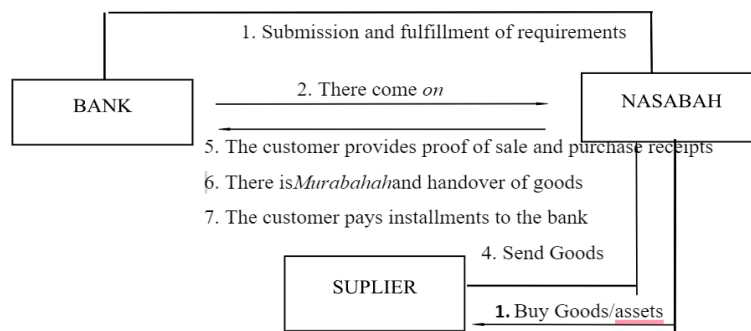 1. Submission and fulfillment of requirements
BANK
2. There come on
NASABAH
5. The customer provides proof of sale and purchase receipts
6. There isMurabahahand handover of goods
7. The customer pays installments to the bank
4. Send Goods
SUPLIER
1. Buy Goods/assets